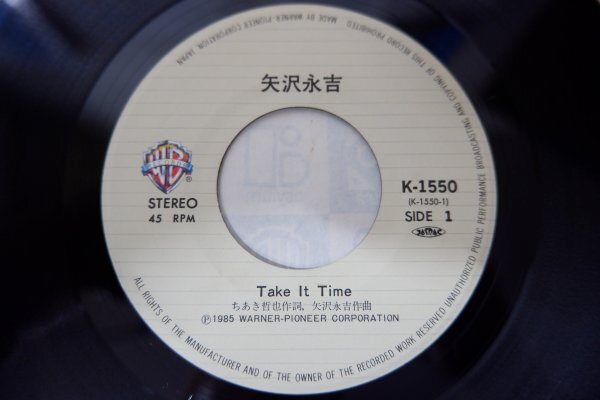 矢沢永吉
WB
®
STEREO
45 RPM
K-1550
(K-1550-1)
SIDE 1
Take It Time
ちあき哲也作詞, 矢沢永吉作曲
Ⓟ1985 WARNER-PIONEER CORPORATION
ALL RIGHTS OF THE MANUFACTURER AND OF THE OWNER OF THE RECORDED WORK RESERVED UNAUTHORIZED PUBLIC PERFORMANCE BROADCASTING AND COPYING OF THIS RECORD PROHIBITED
MADE BY WARNER-PIONEER CORPORATION, JAPAN